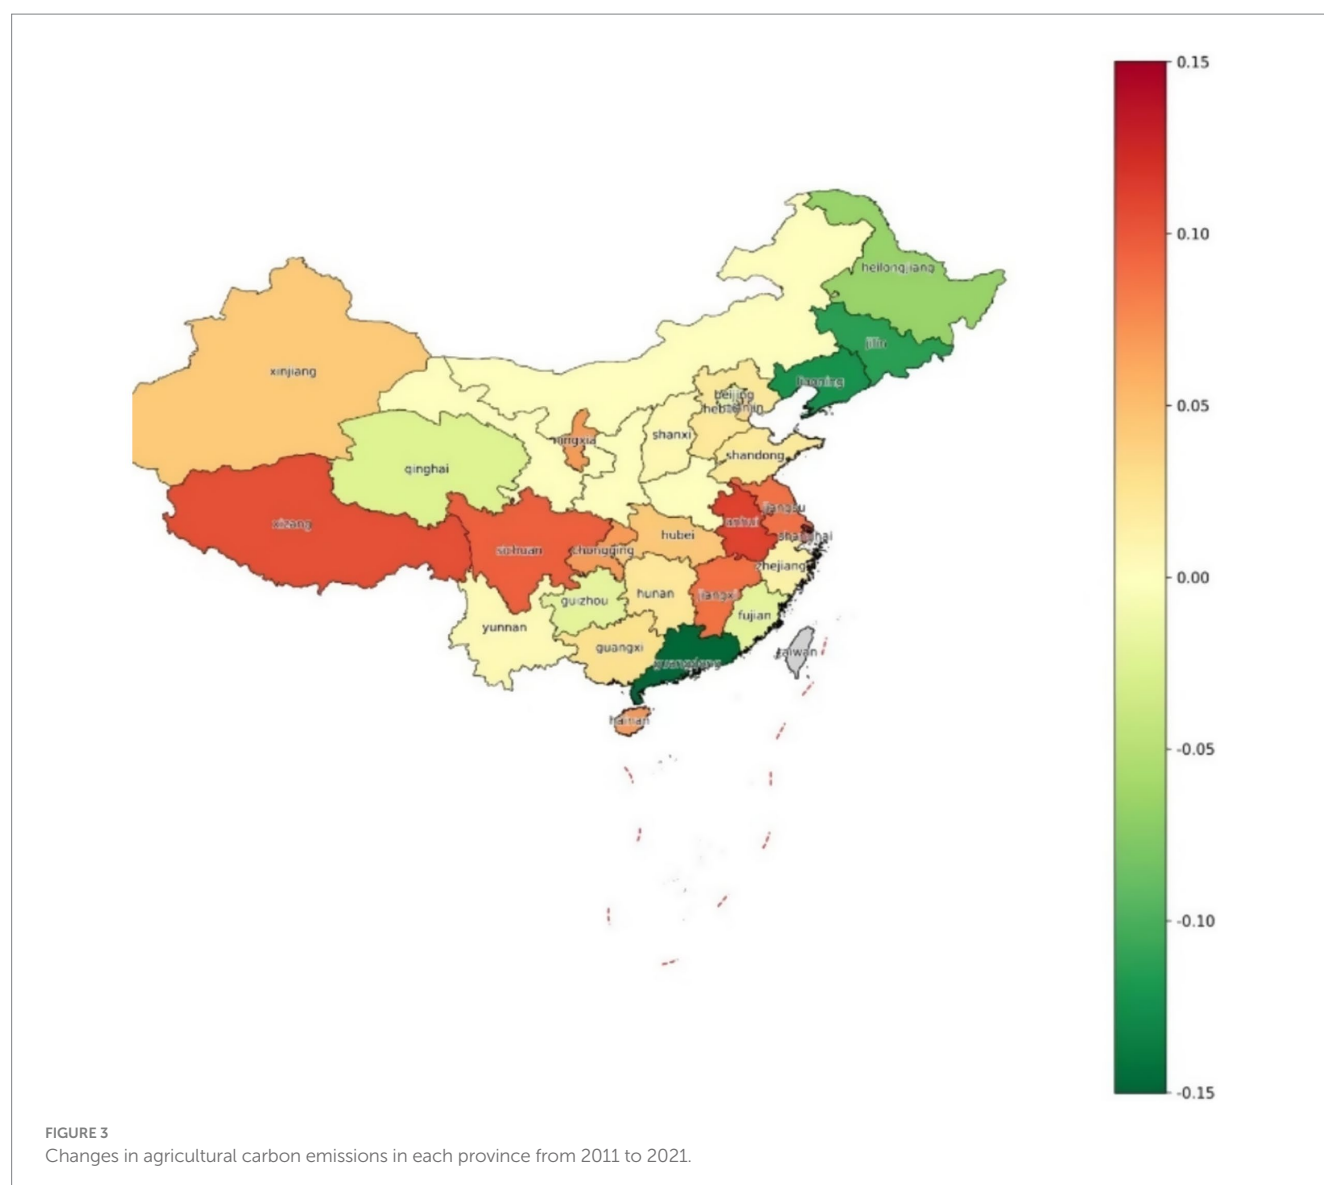 0.15
0.10
heilongjiang
jilin
xinjiang
liaoning
beijing
hebei
tianjin
0.05
shanxi
ningxia
shandong
qinghai
jiangsu
xizang
anhui
hubei
shanghai
sichuan
chongqing
zhejiang
0.00
hunan
jiangxi
guizhou
fujian
yunnan
guangxi
taiwan
guangdong
hainan
-0.05
-0.10
-0.15
FIGURE 3
Changes in agricultural carbon emissions in each province from 2011 to 2021.